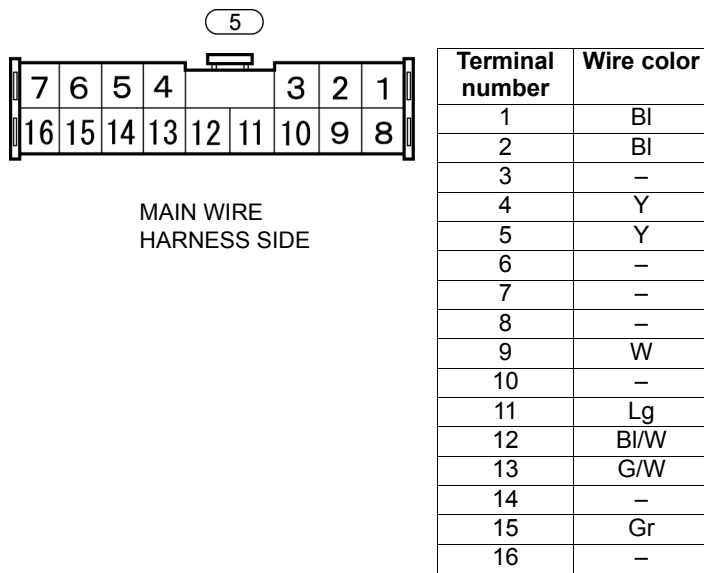 5
7 6 5 4 3 2 1
16 15 14 13 12 11 10 9 8
MAIN WIRE
HARNESS SIDE
Terminal number Wire color
1 Bl
2 Bl
3 –
4 Y
5 Y
6 –
7 –
8 –
9 W
10 –
11 Lg
12 Bl/W
13 G/W
14 –
15 Gr
16 –